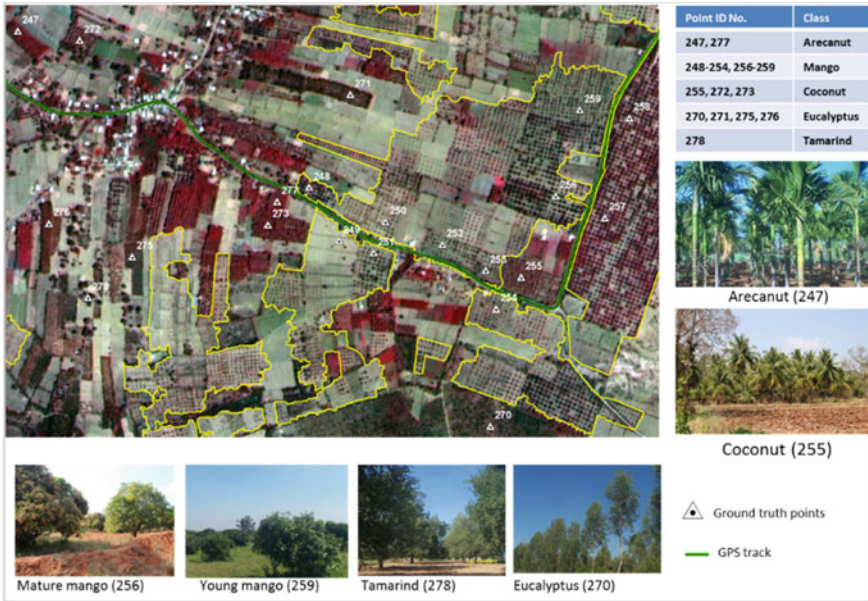 247
272
271
259
258
248
277
256
257
276
273
250
249
252
275
251
255
255
254
270
Point ID No. Class
247, 277 Arecanut
248-254, 256-259 Mango
255, 272, 273 Coconut
270, 271, 275, 276 Eucalyptus
278 Tamarind
Arecanut (247)
Coconut (255)
Mature mango (256)
Young mango (259)
Tamarind (278)
Eucalyptus (270)
Ground truth points
GPS track